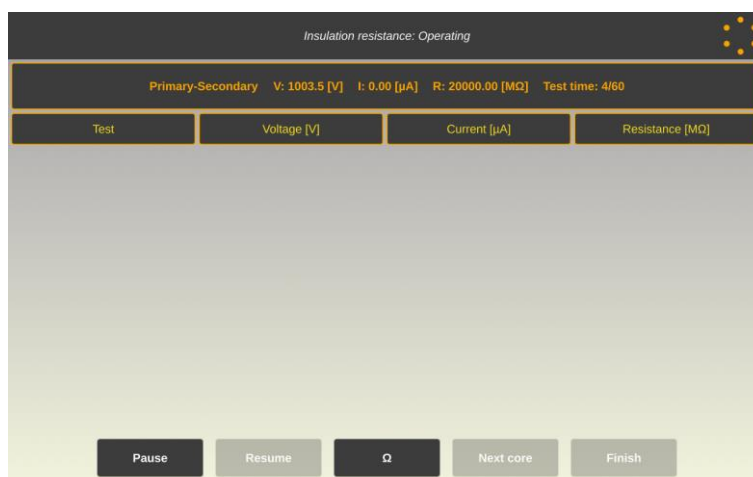 Insulation resistance: Operating
Primary-Secondary V: 1003.5 [V] I: 0.00 [µA] R: 20000.00 [MΩ] Test time: 4/60
Test Voltage [V] Current [µA] Resistance [MΩ]
Pause Resume Ω Next core Finish